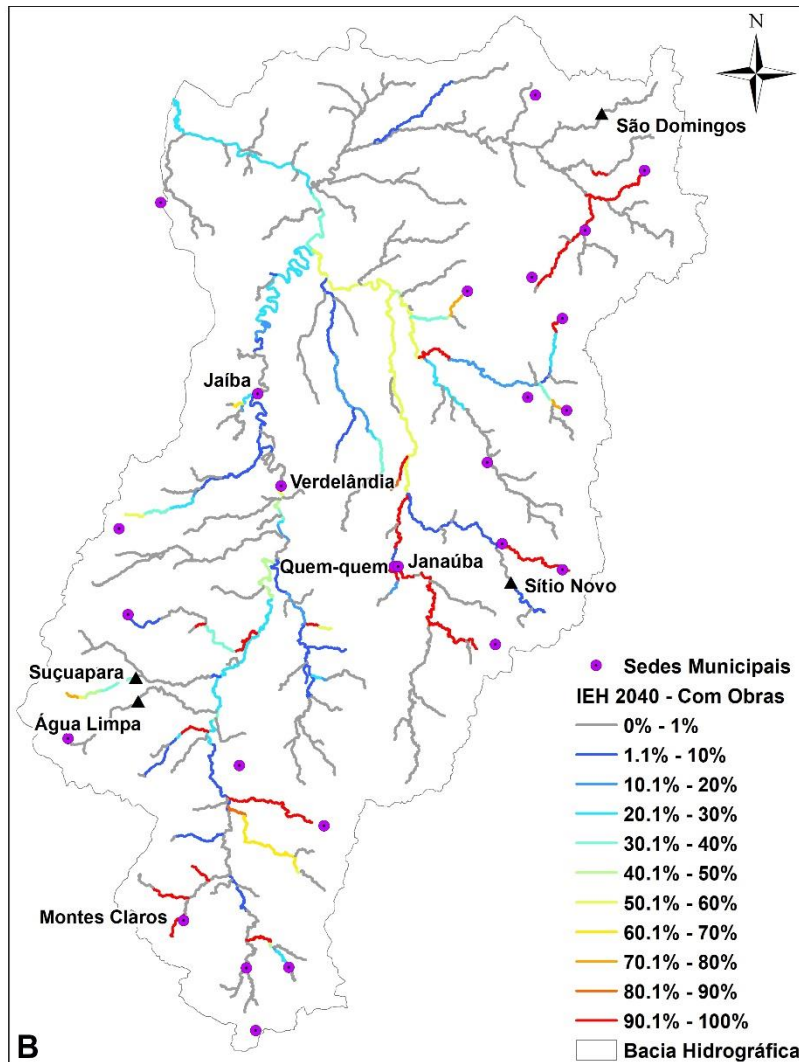 N
São Domingos
Jaíba
Verdelândia
Quem-quem
Janaúba
Sítio Novo
Suçuapara
Água Limpa
Montes Claros
Sedes Municipais
IEH 2040 - Com Obras
0% - 1%
1.1% - 10%
10.1% - 20%
20.1% - 30%
30.1% - 40%
40.1% - 50%
50.1% - 60%
60.1% - 70%
70.1% - 80%
80.1% - 90%
90.1% - 100%
Bacia Hidrográfica
B